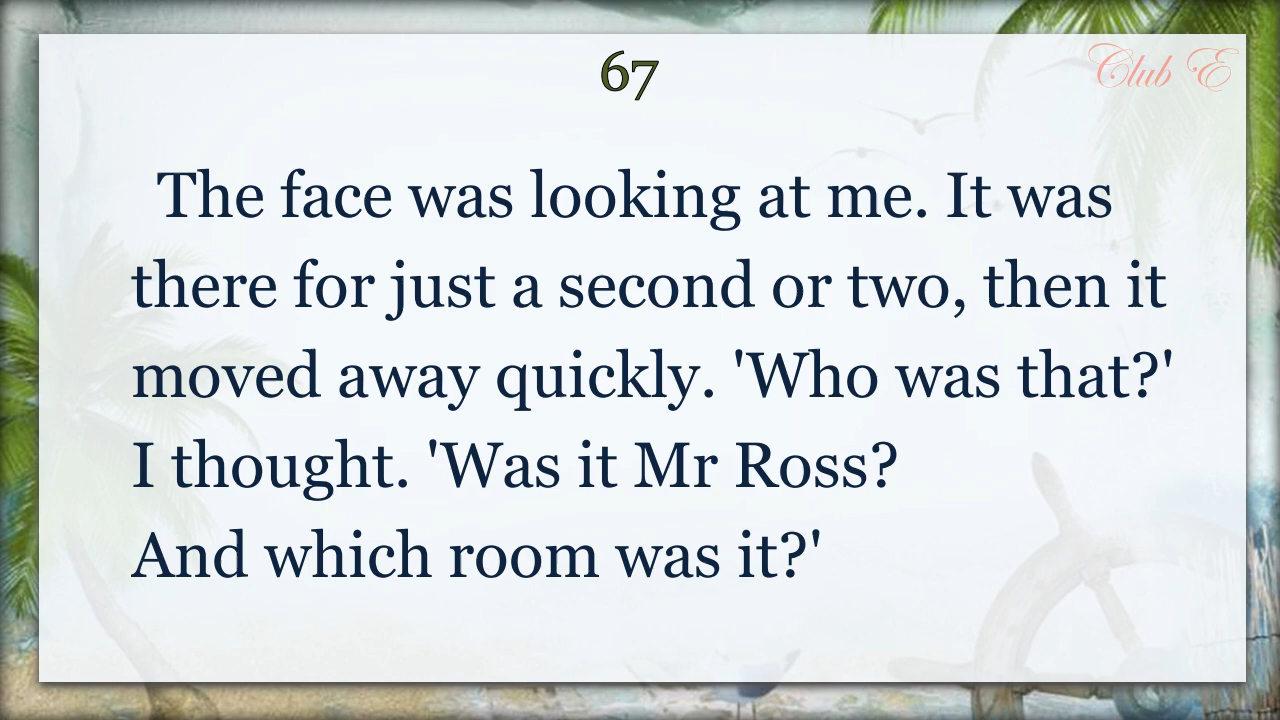 67
Club E
The face was looking at me. It was
there for just a second or two, then it
moved away quickly. 'Who was that?'
I thought. 'Was it Mr Ross?
And which room was it?'